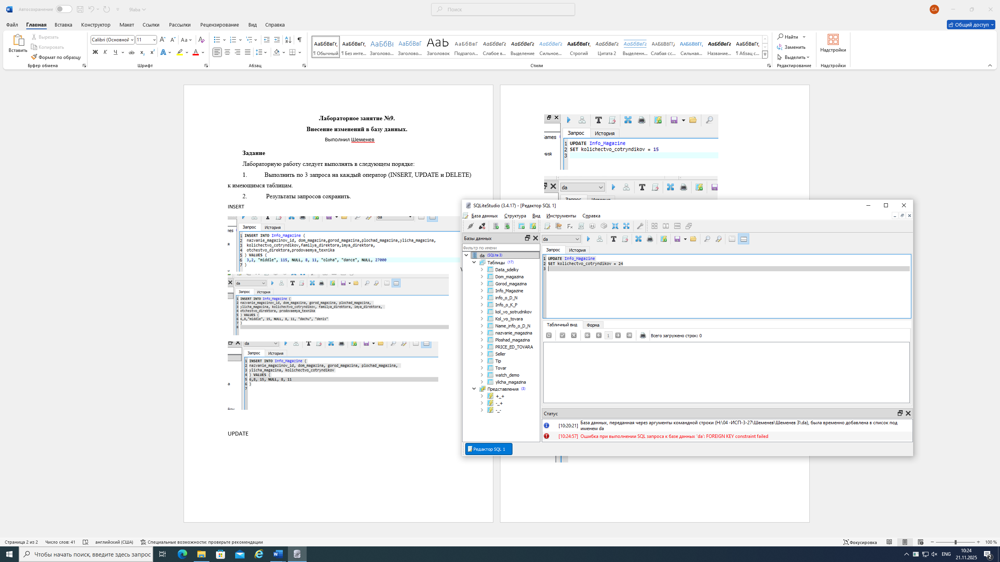 Автосохранение
9laba
Поиск
CA
Файл Главная Вставка Конструктор Макет Ссылки Рассылки Рецензирование Вид Справка
Общий доступ
Вставить
Вырезать
Копировать
Формат по образцу
Буфер обмена
Calibri (Основной 11
Шрифт
Абзац
АаБбВвГг, АаБбВвГг, АаБбВ АаБбВвГ АаБ АаБбВвГ АаБбВвГг АаБбВвГг АаБбВвГг АаБбВвГг, АаБбВвГг АаБбВвГг ААББВВГГД ААББВВГГД АаБбВвГг АаБбВвГг,
¶ Обычный ¶ Без инте... Заголово... Заголово... Заголовок Подзагол... Слабое в... Выделение Сильное... Строгий Цитата 2 Выделенн... Слабая сс... Сильная... Название... ¶ Абзац с...
Стили
Найти
Заменить
Выделить
Редактирование
Надстройки
Надстройки
Лабораторное занятие №9.
Внесение изменений в базу данных.
Выполнил Шеменев
Задание
Лабораторную работу следует выполнять в следующем порядке:
1. Выполнить по 3 запроса на каждый оператор (INSERT, UPDATE и DELETE)
к имеющимся таблицам.
2. Результаты запросов сохранить.
INSERT
da
Запрос История
1 INSERT INTO Info_Magazine (
2 nazvanie_magazinov_id, dom_magazina,gorod_magazina,plochad_magazina,ylicha_magazina,
3 kolichectvo_cotryndikov,familya_direktora,imya_direktora,
4 otchestvo_direktora,prodovaemya_texnika
5 ) VALUES (
6 3,2, "middle", 115, NULL, 8, 11, "oloha", "dance", NULL, 27000
7 )
da
Запрос История
1 INSERT INTO Info_Magazine (
2 nazvanie_magazinov_id, dom_magazina, gorod_magazina, plochad_magazina,
3 ylicha_magazina, kolichectvo_cotryndikov, familya_direktora, imya_direktora,
4 otchestvo_direktora, prodovaemya_texnika
5 ) VALUES (
6 6,8,"middle", 15, NULL, 8, 11, "dachu", "denis"
7 )
8
da
Запрос История
1 INSERT INTO Info_Magazine (
2 nazvanie_magazinov_id, dom_magazina, gorod_magazina, plochad_magazina,
3 ylicha_magazina, kolichectvo_cotryndikov
4 ) VALUES (
5 6,8, 15, NULL, 8, 11
6 )
7
UPDATE
Запрос История
1 UPDATE Info_Magazine
2 SET kolichectvo_cotryndikov = 15
3
da
Запрос История
SQLiteStudio (3.4.17) - [Редактор SQL 1]
База данных Структура Вид Инструменты Справка
Базы данных
Фильтр по имени
da (SQLite 3)
Таблицы (17)
Data_sdelky
Dom_magazina
Gorod_magazina
Info_Magazine
info_o_D_N
Info_o_K_P
kol_vo_sotrudnikov
Kol_vo_tovara
Name_info_o_D_N
nazvanie_magazina
Ploshad_magazina
PRICE_ED_TOVARA
Seller
Tip
Tovar
watch_demo
ylicha_magazina
Представления (3)
+_+
-_+
-_-
da
Запрос История
1 UPDATE Info_Magazine
2 SET kolichectvo_cotryndikov = 24
3
Табличный вид Форма
1 Всего загружено строк: 0
Статус
[10:20:21] База данных, переданная через аргументы командной строки (H:\04 -ИСП-3-27\Шеменев\Шеменев З\da), была временно добавлена в список под
именем da
[10:24:57] Ошибка при выполнении SQL запроса к базе данных 'da': FOREIGN KEY constraint failed
Редактор SQL 1
Страница 2 из 2 Число слов: 41 английский (США) Специальные возможности: проверьте рекомендации
Фокусировка 100 %
Чтобы начать поиск, введите здесь запрос
ENG
10:24
21.11.2025
2